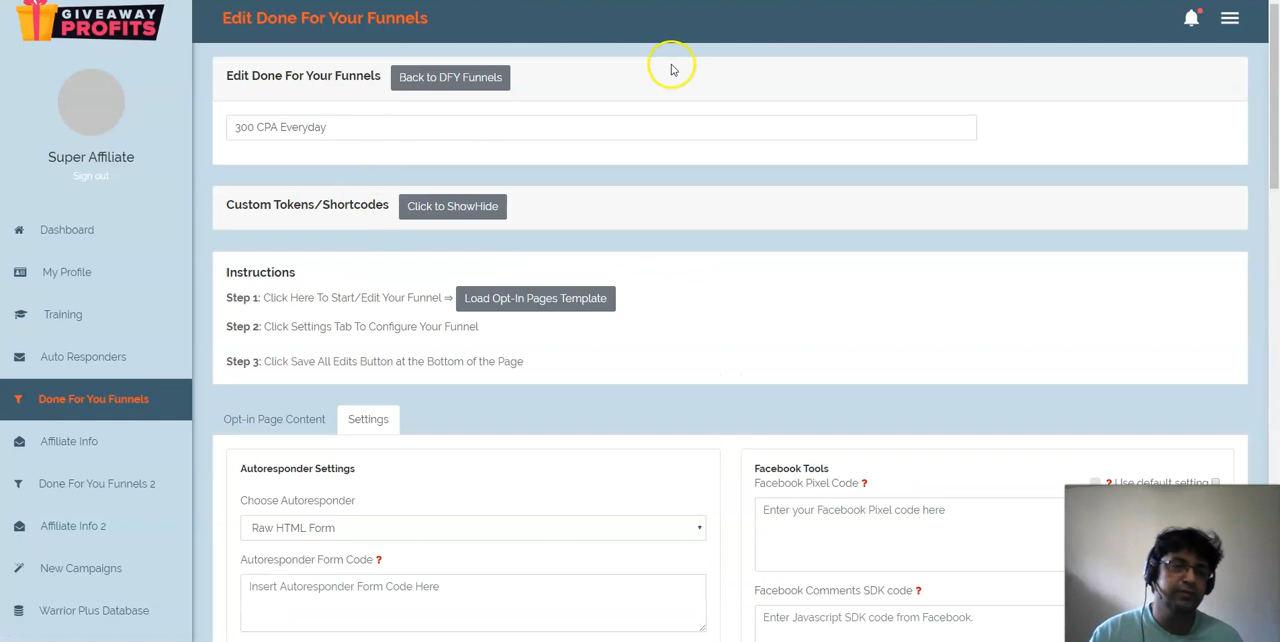 GIVEAWAY
PROFITS
Super Affiliate
Sign out
Dashboard
My Profile
Training
Auto Responders
Done For You Funnels
Affiliate Info
Done For You Funnels 2
Affiliate Info 2
New Campaigns
Warrior Plus Database
Edit Done For Your Funnels
Edit Done For Your Funnels Back to DFY Funnels
300 CPA Everyday
Custom Tokens/Shortcodes Click to ShowHide
Instructions
Step 1: Click Here To Start/Edit Your Funnel ⇒ Load Opt-In Pages Template
Step 2: Click Settings Tab To Configure Your Funnel
Step 3: Click Save All Edits Button at the Bottom of the Page
Opt-in Page Content Settings
Autoresponder Settings
Choose Autoresponder
Raw HTML Form
Autoresponder Form Code ?
Insert Autoresponder Form Code Here
Facebook Tools
Facebook Pixel Code ? ? Use default setting
Enter your Facebook Pixel code here
Facebook Comments SDK code ?
Enter Javascript SDK code from Facebook.